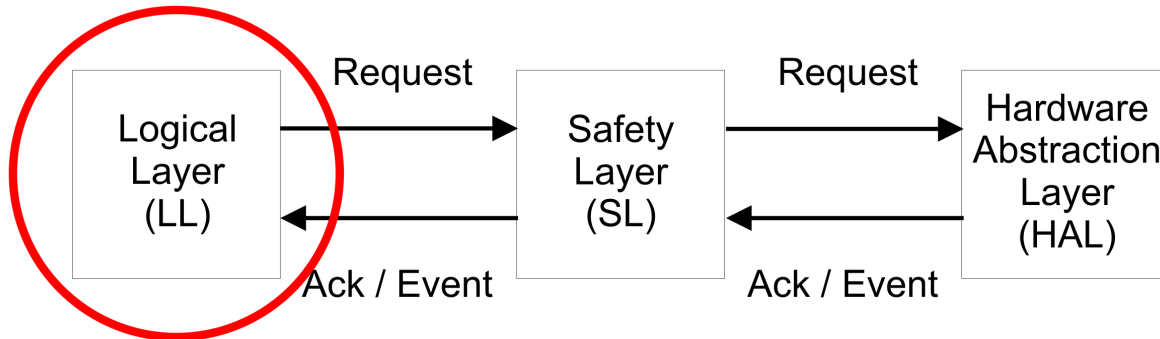 Request
Request
Logical
Layer
(LL)
Safety
Layer
(SL)
Hardware
Abstraction
Layer
(HAL)
Ack / Event
Ack / Event